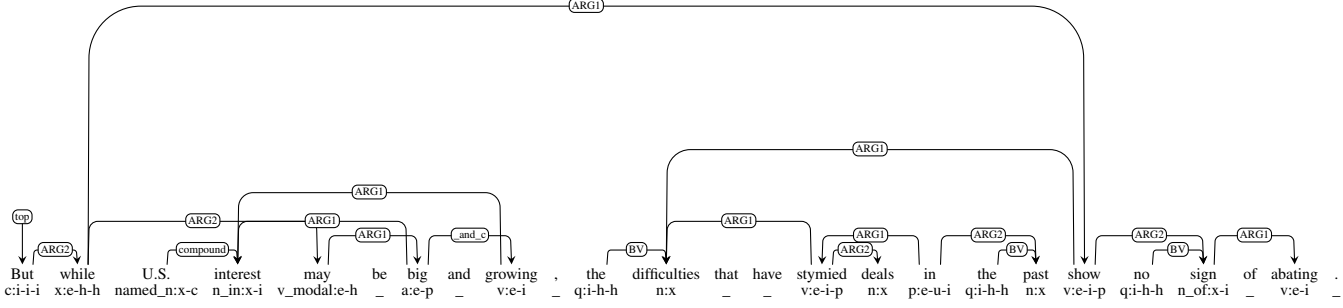 ARG1
ARG1
ARG1
top ARG2 ARG1 ARG1
ARG2 compound ARG1 _and_c BV ARG1 ARG2 ARG2 BV ARG2 BV ARG1
But while U.S. interest may be big and growing , the difficulties that have stymied deals in the past show no sign of abating .
c:i-i-i x:e-h-h named_n:x-c n_in:x-i v_modal:e-h _ a:e-p _ v:e-i _ q:i-h-h n:x _ _ v:e-i-p n:x p:e-u-i q:i-h-h n:x v:e-i-p q:i-h-h n_of:x-i _ v:e-i _